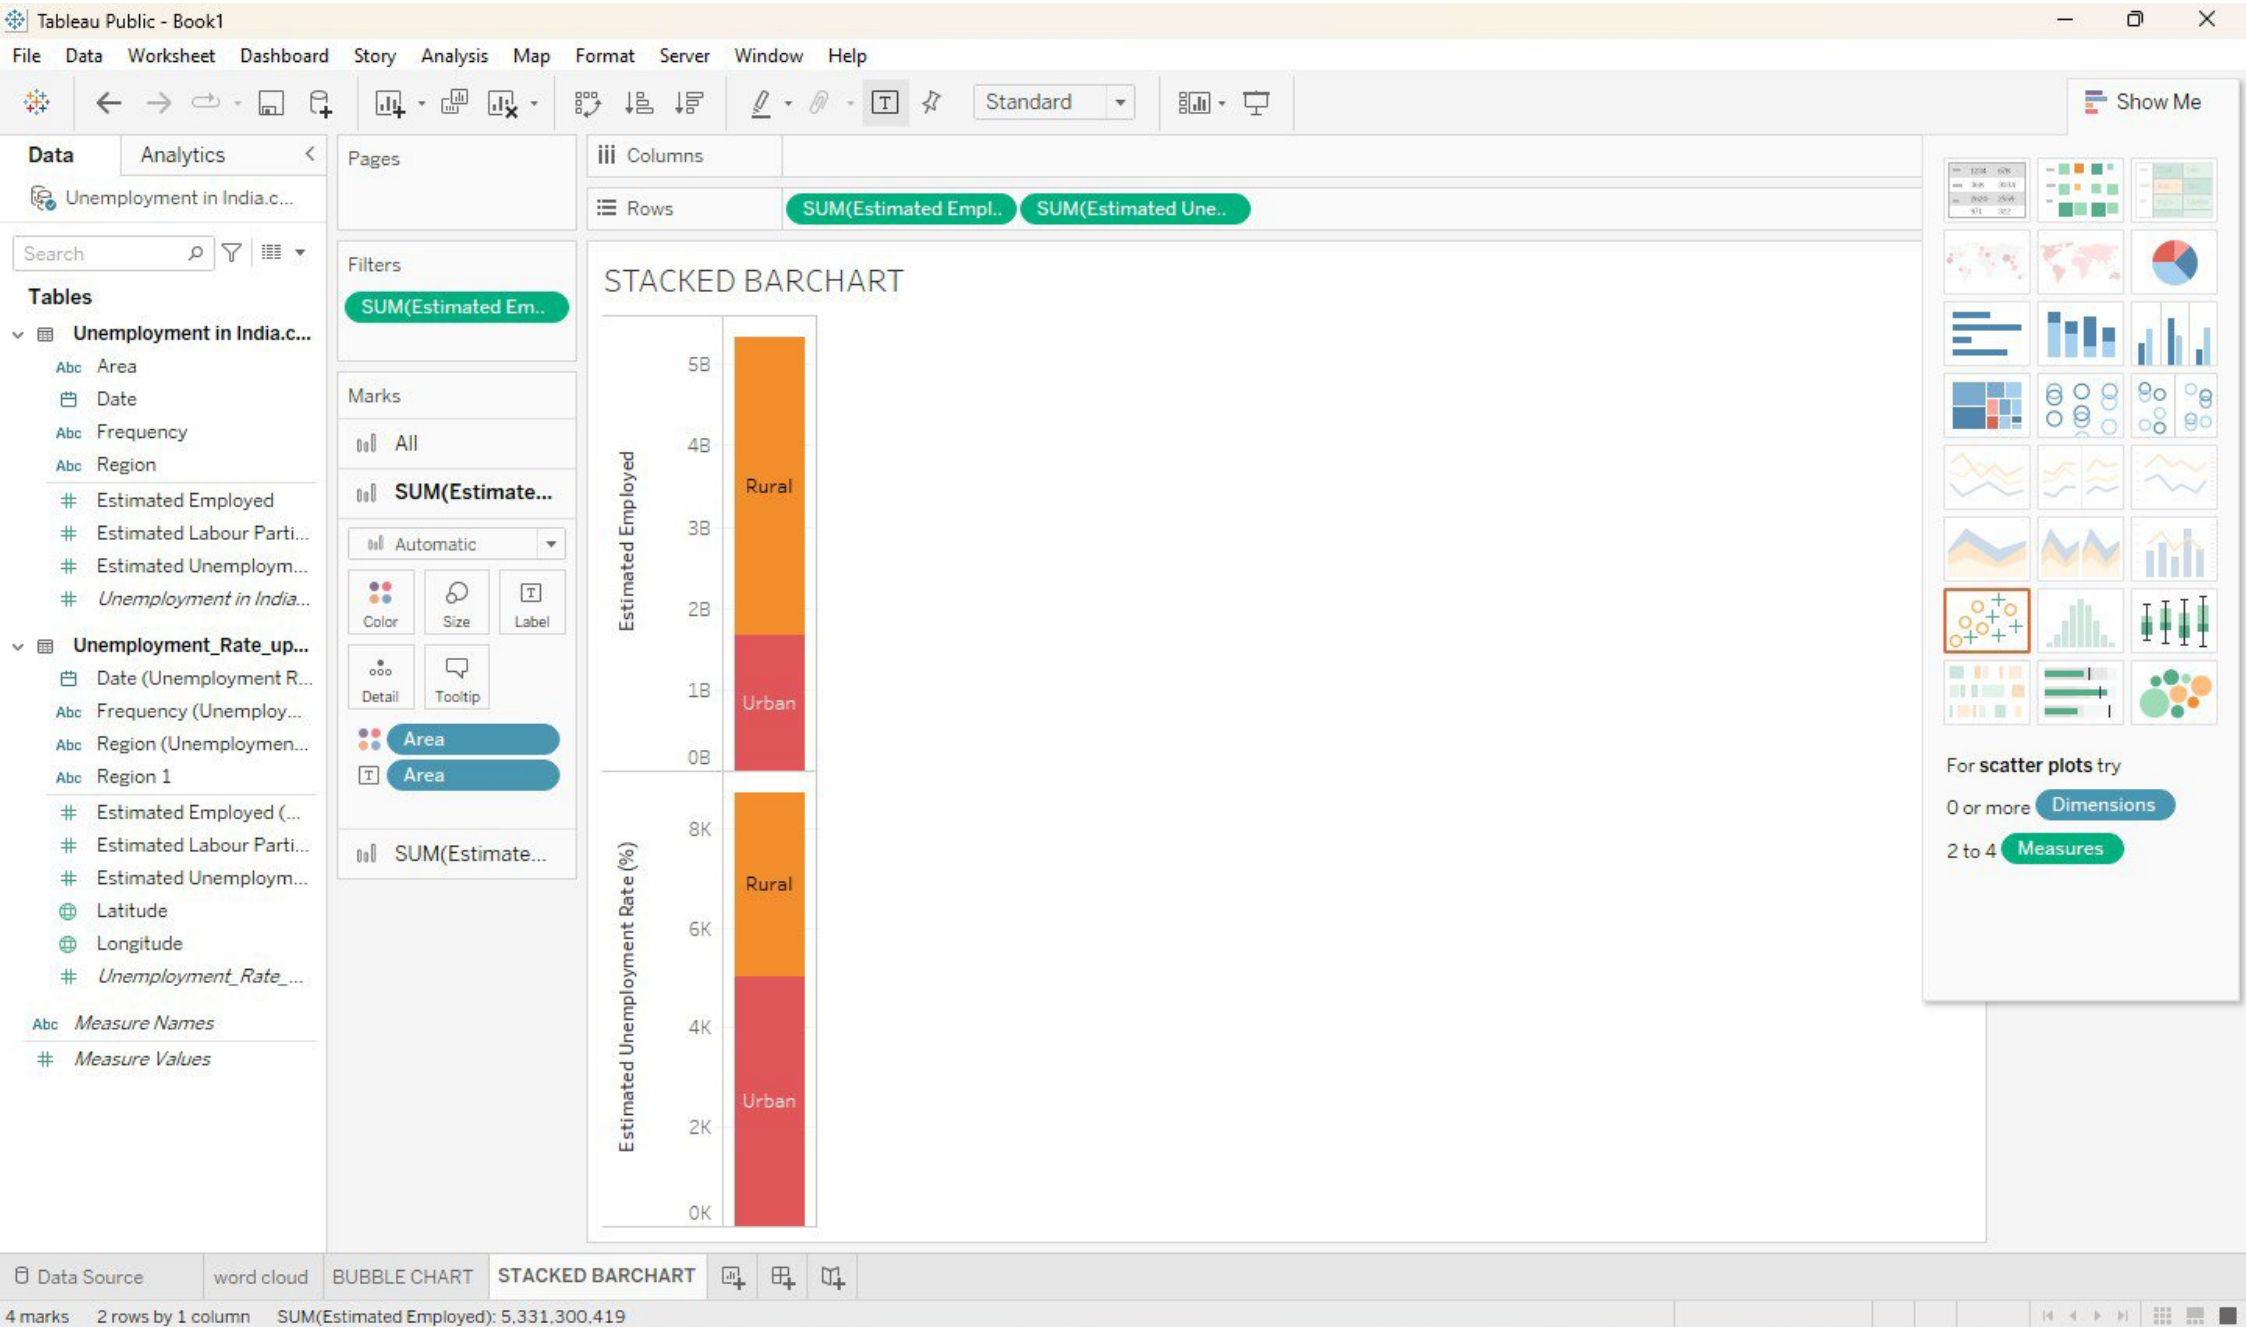 Tableau Public - Book1
File Data Worksheet Dashboard Story Analysis Map Format Server Window Help
Standard
Show Me
Data Analytics
Unemployment in India.c...
Search
Tables
Unemployment in India.c...
Abc Area
Date
Abc Frequency
Abc Region
# Estimated Employed
# Estimated Labour Parti...
# Estimated Unemploym...
# Unemployment in India...
Unemployment_Rate_up...
Date (Unemployment R...
Abc Frequency (Unemploy...
Abc Region (Unemploymen...
Abc Region 1
# Estimated Employed (...
# Estimated Labour Parti...
# Estimated Unemploym...
Latitude
Longitude
# Unemployment_Rate_...
Abc Measure Names
# Measure Values
Pages
Filters
SUM(Estimated Em..
Marks
All
SUM(Estimate...
Automatic
Color Size Label
Detail Tooltip
Area
Area
SUM(Estimate...
Columns
Rows SUM(Estimated Empl.. SUM(Estimated Une..
STACKED BARCHART
Estimated Employed
5B
4B
3B
2B
1B
0B
Rural
Urban
Estimated Unemployment Rate (%)
8K
6K
4K
2K
0K
Rural
Urban
For scatter plots try
0 or more Dimensions
2 to 4 Measures
Data Source word cloud BUBBLE CHART STACKED BARCHART
4 marks 2 rows by 1 column SUM(Estimated Employed): 5,331,300,419